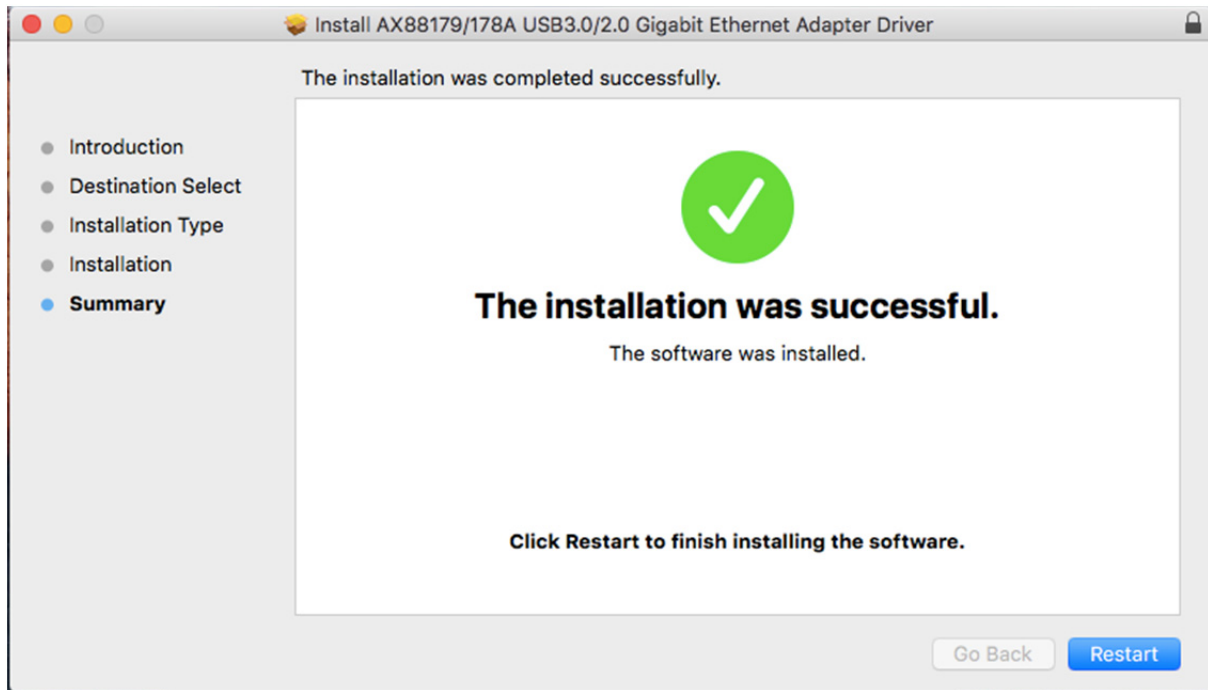 Install AX88179/178A USB3.0/2.0 Gigabit Ethernet Adapter Driver
The installation was completed successfully.
Introduction
Destination Select
Installation Type
Installation
Summary
The installation was successful.
The software was installed.
Click Restart to finish installing the software.
Go Back
Restart